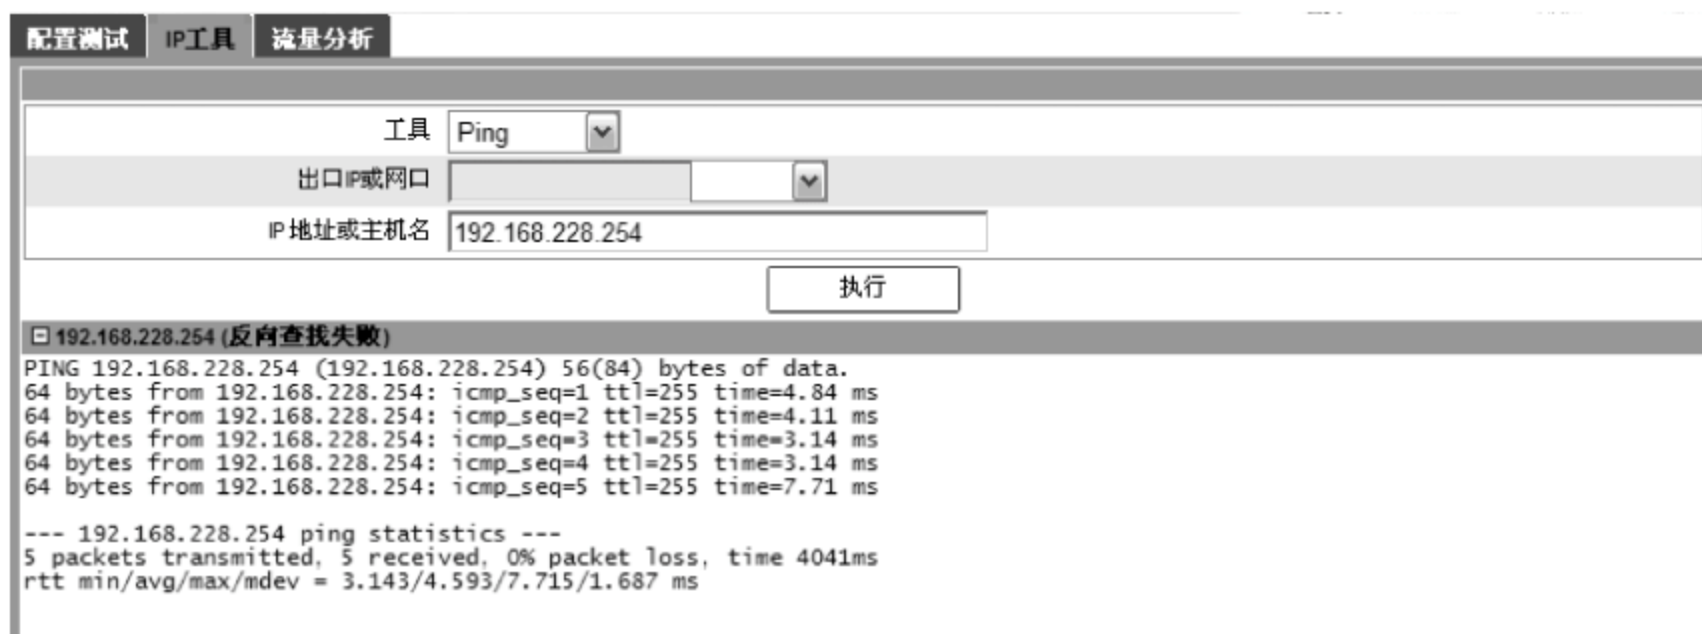 配置测试 IP工具 流量分析
工具 Ping
出口IP或网口
IP地址或主机名 192.168.228.254
执行
192.168.228.254 (反向查找失败)
PING 192.168.228.254 (192.168.228.254) 56(84) bytes of data.
64 bytes from 192.168.228.254: icmp_seq=1 ttl=255 time=4.84 ms
64 bytes from 192.168.228.254: icmp_seq=2 ttl=255 time=4.11 ms
64 bytes from 192.168.228.254: icmp_seq=3 ttl=255 time=3.14 ms
64 bytes from 192.168.228.254: icmp_seq=4 ttl=255 time=3.14 ms
64 bytes from 192.168.228.254: icmp_seq=5 ttl=255 time=7.71 ms
--- 192.168.228.254 ping statistics ---
5 packets transmitted, 5 received, 0% packet loss, time 4041ms
rtt min/avg/max/mdev = 3.143/4.593/7.715/1.687 ms